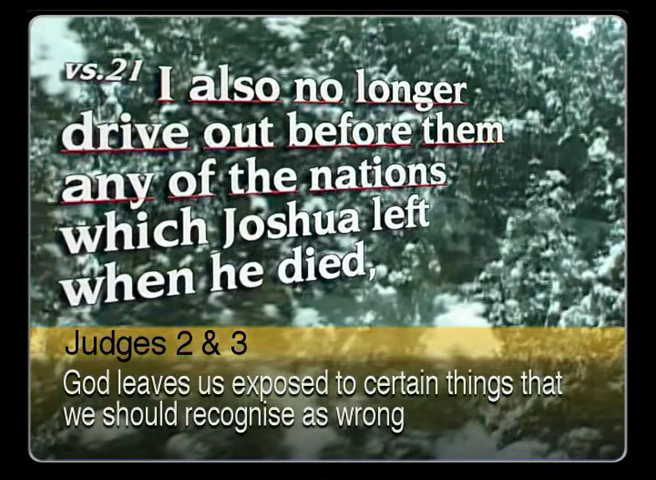 vs.21 I also no longer
drive out before them
any of the nations
which Joshua left
when he died,
Judges 2 & 3
God leaves us exposed to certain things that
we should recognise as wrong